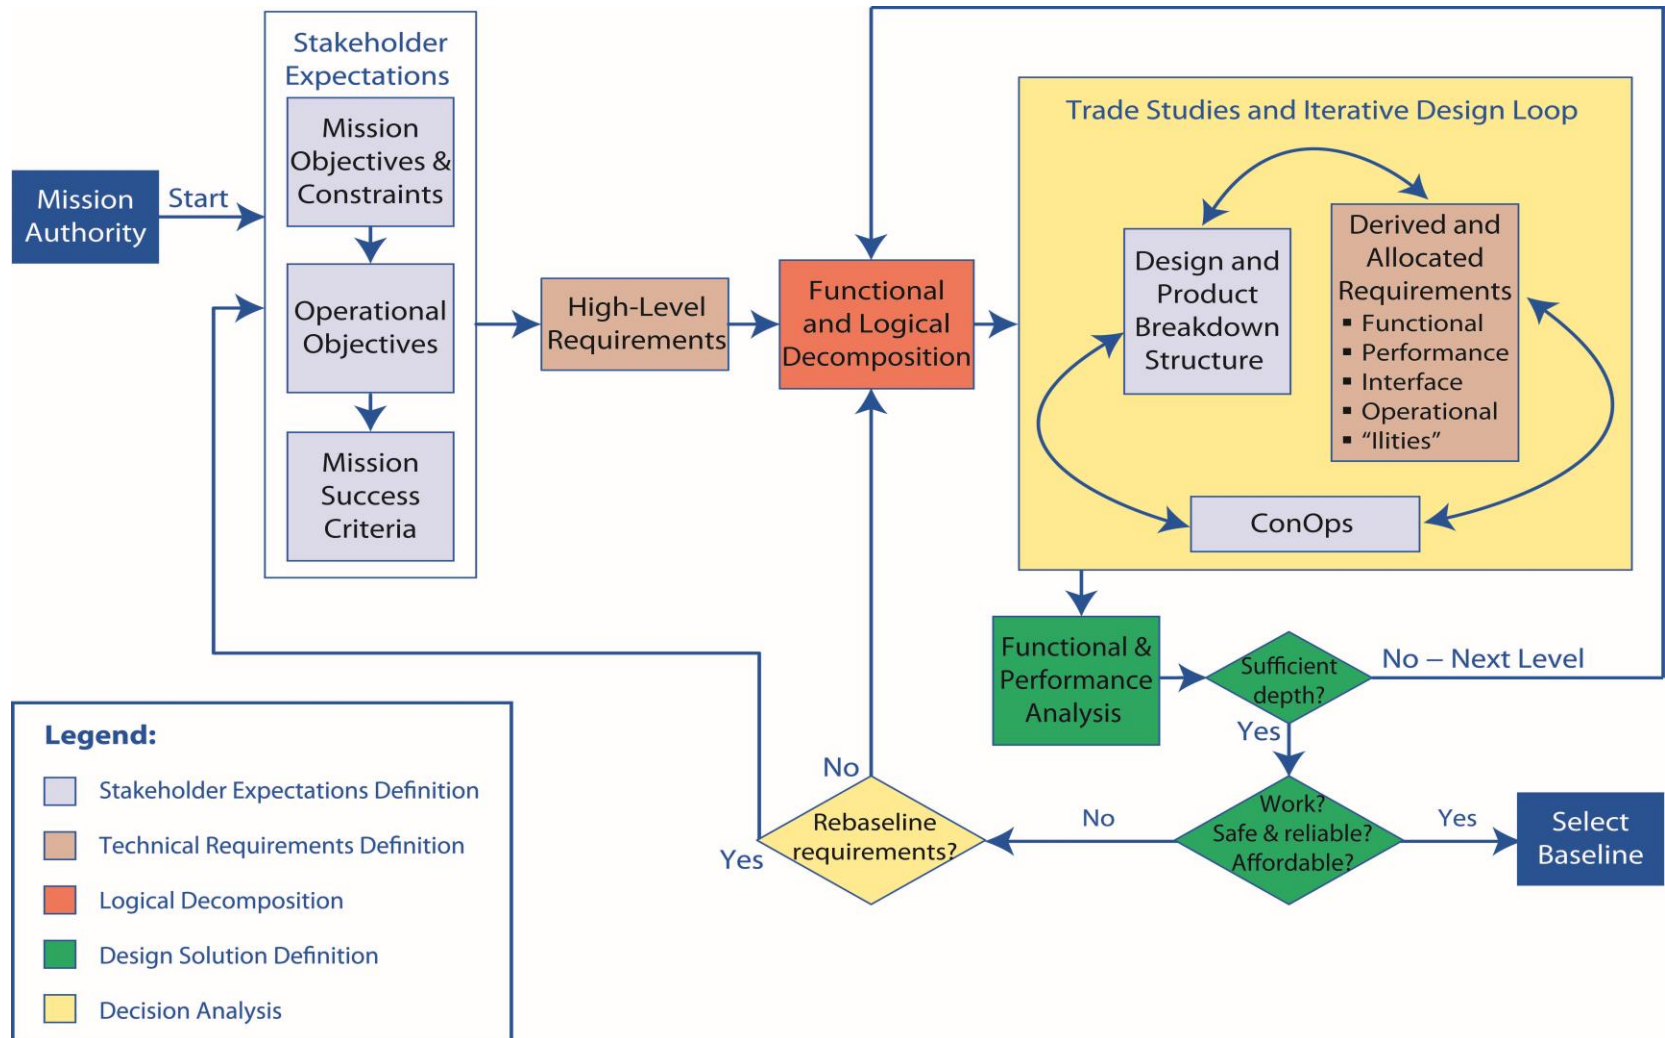 Stakeholder
Expectations
Mission
Objectives &
Constraints
Mission
Authority
Start
Operational
Objectives
Mission
Success
Criteria
High-Level
Requirements
Functional
and Logical
Decomposition
Trade Studies and Iterative Design Loop
Design and
Product
Breakdown
Structure
Derived and
Allocated
Requirements
▪ Functional
▪ Performance
▪ Interface
▪ Operational
▪ “Ilities”
ConOps
Functional &
Performance
Analysis
Sufficient
depth?
No – Next Level
Yes
Work?
Safe & reliable?
Affordable?
Yes
Select
Baseline
No
Rebaseline
requirements?
No
Yes
Legend:
Stakeholder Expectations Definition
Technical Requirements Definition
Logical Decomposition
Design Solution Definition
Decision Analysis